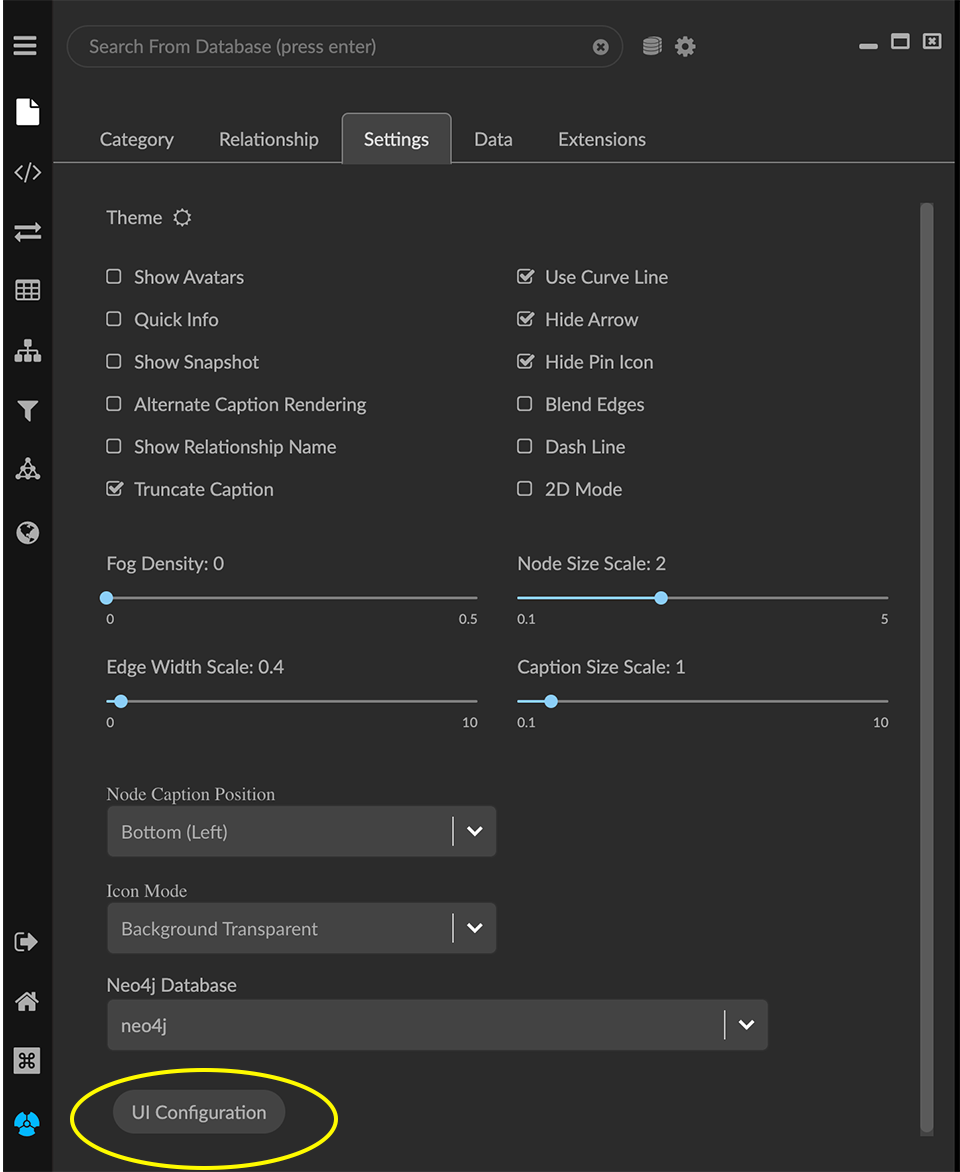 Search From Database (press enter)
Category Relationship Settings Data Extensions
Theme
Show Avatars
Quick Info
Show Snapshot
Alternate Caption Rendering
Show Relationship Name
Truncate Caption
Use Curve Line
Hide Arrow
Hide Pin Icon
Blend Edges
Dash Line
2D Mode
Fog Density: 0
0 0.5
Node Size Scale: 2
0.1 5
Edge Width Scale: 0.4
0 10
Caption Size Scale: 1
0.1 10
Node Caption Position
Bottom (Left)
Icon Mode
Background Transparent
Neo4j Database
neo4j
UI Configuration